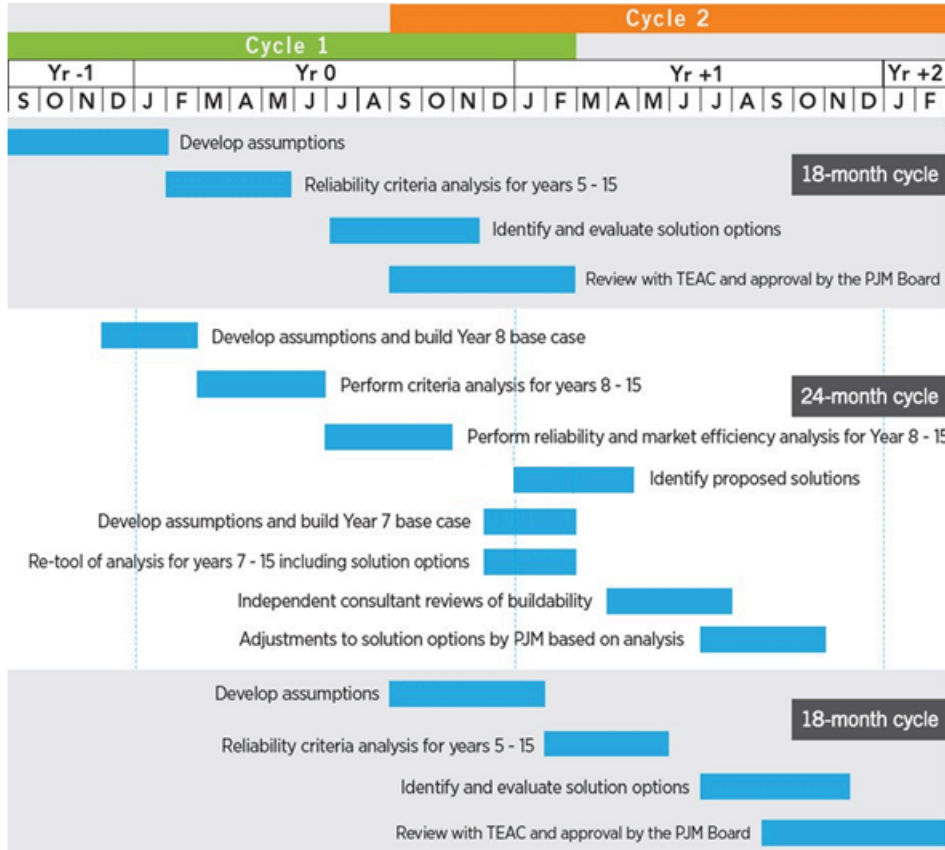 Cycle 2
Cycle 1
Yr -1 Yr 0 Yr +1 Yr +2
S O N D J F M A M J J A S O N D J F M A M J J A S O N D J F
Develop assumptions
18-month cycle
Reliability criteria analysis for years 5 - 15
Identify and evaluate solution options
Review with TEAC and approval by the PJM Board
Develop assumptions and build Year 8 base case
Perform criteria analysis for years 8 - 15
24-month cycle
Perform reliability and market efficiency analysis for Year 8 - 15
Identify proposed solutions
Develop assumptions and build Year 7 base case
Re-tool of analysis for years 7 - 15 including solution options
Independent consultant reviews of buildability
Adjustments to solution options by PJM based on analysis
Develop assumptions
18-month cycle
Reliability criteria analysis for years 5 - 15
Identify and evaluate solution options
Review with TEAC and approval by the PJM Board